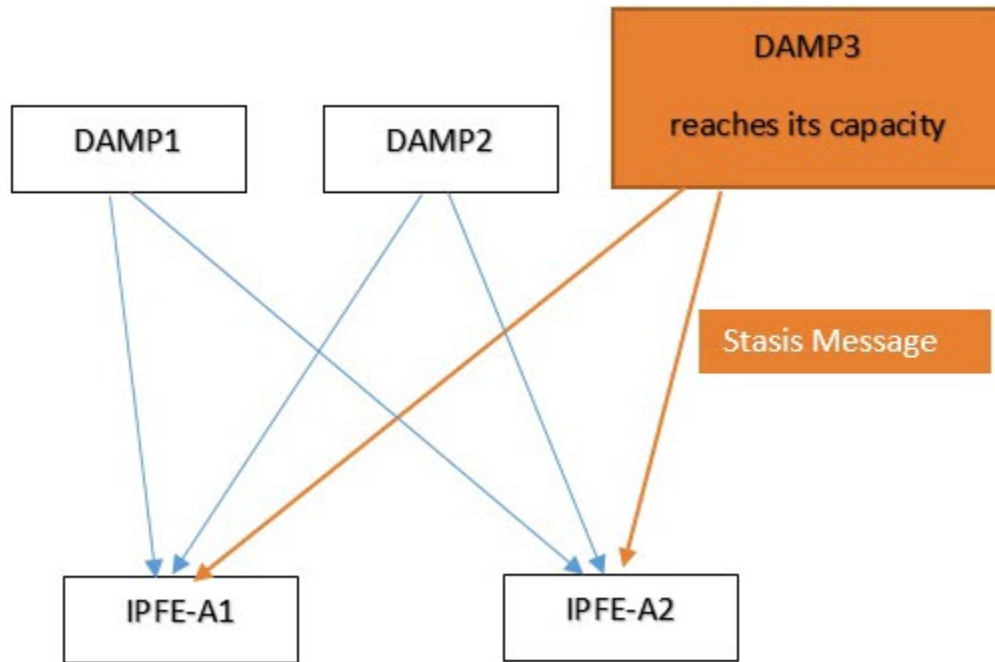 DAMP3
reaches its capacity
DAMP1
DAMP2
Stasis Message
IPFE-A1
IPFE-A2